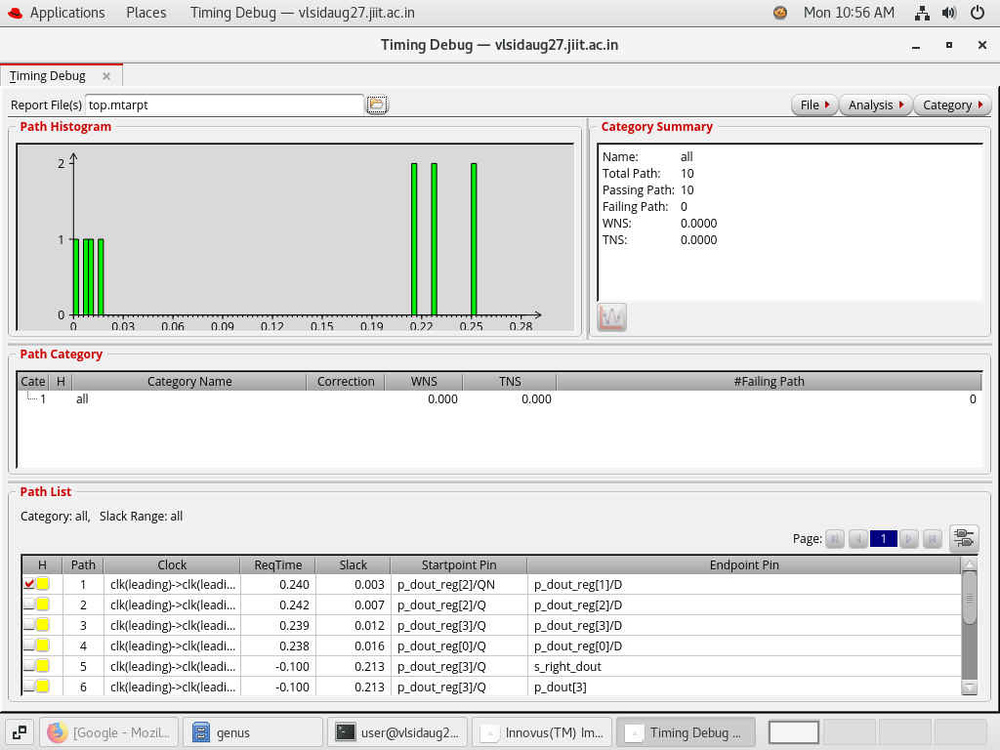 Applications Places Timing Debug — vlsidaug27.jiit.ac.in Mon 10:56 AM
Timing Debug — vlsidaug27.jiit.ac.in
Timing Debug
Report File(s) top.mtarpt File Analysis Category
Path Histogram
2
1
0
0 0.03 0.06 0.09 0.12 0.16 0.19 0.22 0.25 0.28
Category Summary
Name: all
Total Path: 10
Passing Path: 10
Failing Path: 0
WNS: 0.0000
TNS: 0.0000
Path Category
Cate H Category Name Correction WNS TNS #Failing Path
1 all 0.000 0.000 0
Path List
Category: all, Slack Range: all
Page: 1
H Path Clock ReqTime Slack Startpoint Pin Endpoint Pin
1 clk(leading)->clk(leadi... 0.240 0.003 p_dout_reg[2]/QN p_dout_reg[1]/D
2 clk(leading)->clk(leadi... 0.242 0.007 p_dout_reg[2]/Q p_dout_reg[2]/D
3 clk(leading)->clk(leadi... 0.239 0.012 p_dout_reg[3]/Q p_dout_reg[3]/D
4 clk(leading)->clk(leadi... 0.238 0.016 p_dout_reg[0]/Q p_dout_reg[0]/D
5 clk(leading)->clk(leadi... -0.100 0.213 p_dout_reg[3]/Q s_right_dout
6 clk(leading)->clk(leadi... -0.100 0.213 p_dout_reg[3]/Q p_dout[3]
[Google - Mozil... genus user@vlsidaug2... Innovus(TM) Im... Timing Debug ...